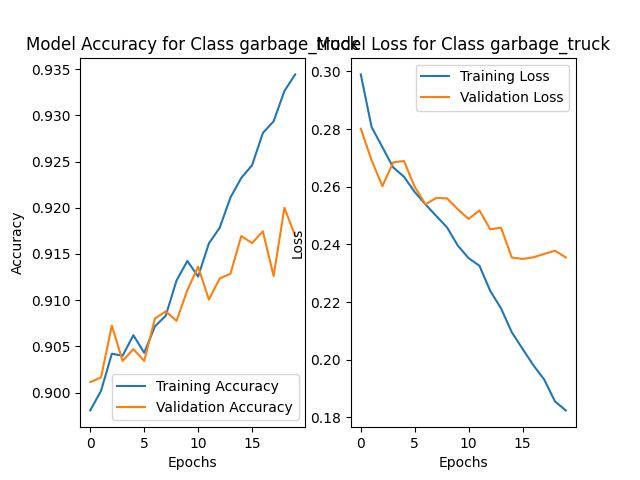 Model Accuracy for Class garbage_truck
Model Loss for Class garbage_truck
0.935
0.930
0.925
0.920
0.915
0.910
0.905
0.900
Accuracy
Training Accuracy
Validation Accuracy
0 5 10 15
Epochs
0.30
0.28
0.26
0.24
0.22
0.20
0.18
Loss
Training Loss
Validation Loss
0 5 10 15
Epochs